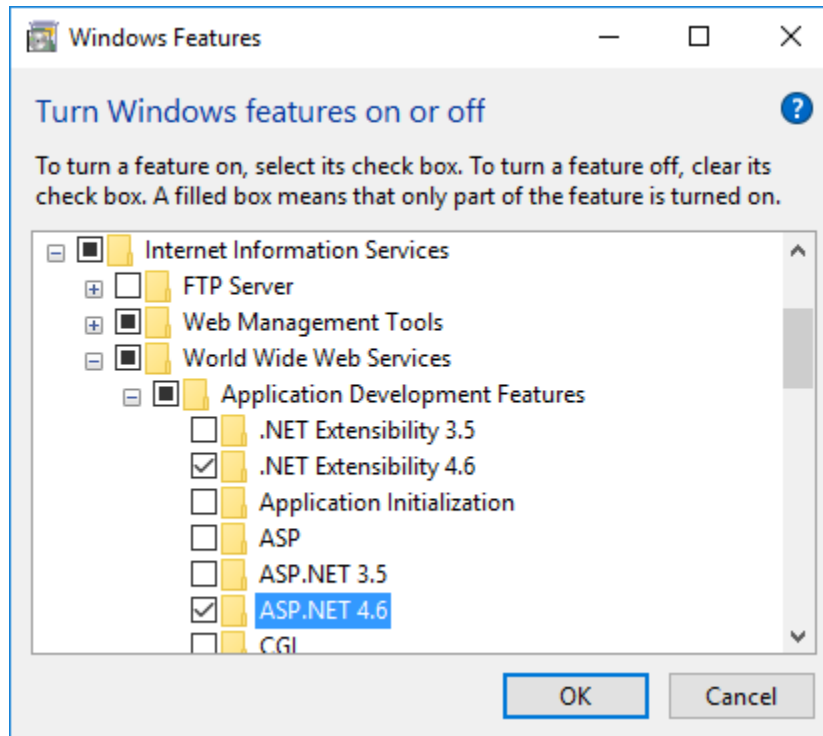 Windows Features
Turn Windows features on or off
To turn a feature on, select its check box. To turn a feature off, clear its
check box. A filled box means that only part of the feature is turned on.
Internet Information Services
FTP Server
Web Management Tools
World Wide Web Services
Application Development Features
.NET Extensibility 3.5
.NET Extensibility 4.6
Application Initialization
ASP
ASP.NET 3.5
ASP.NET 4.6
CGI
OK Cancel